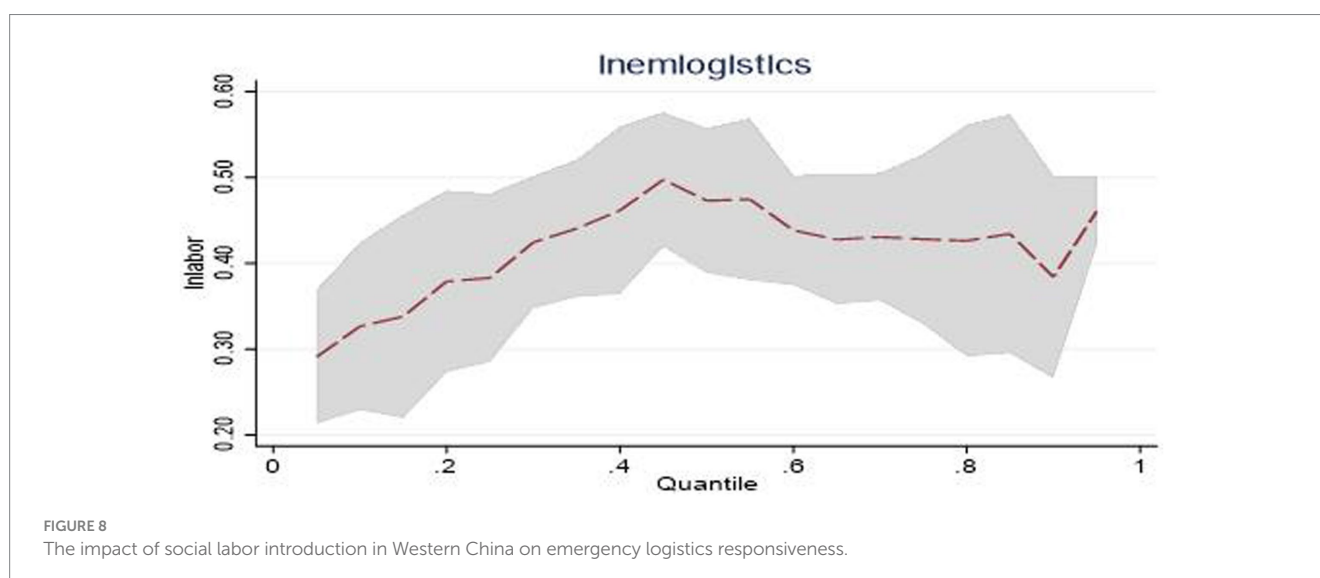 lnemlogistics
0.60
0.50
0.40
0.30
0.20
lnlabor
0 .2 .4 .6 .8 1
Quantile
FIGURE 8
The impact of social labor introduction in Western China on emergency logistics responsiveness.